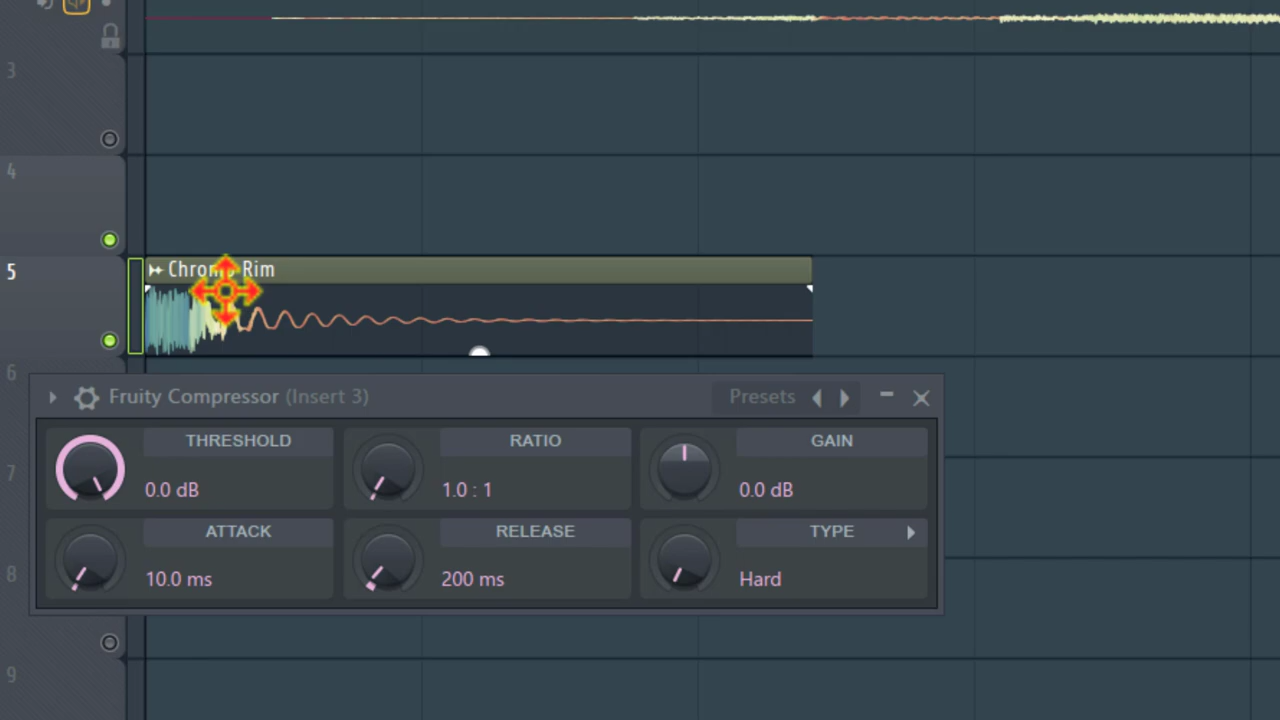 3
4
5
Chrom Rim
6
Fruity Compressor (Insert 3)
Presets
THRESHOLD
0.0 dB
RATIO
1.0 : 1
GAIN
0.0 dB
7
ATTACK
10.0 ms
RELEASE
200 ms
TYPE
Hard
8
9